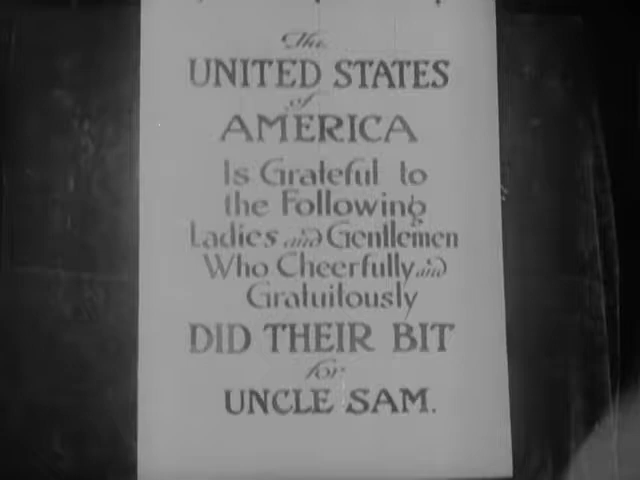 The
UNITED STATES
of
AMERICA
Is Grateful to
the Following
Ladies and Gentlemen
Who Cheerfully and
Gratuitously
DID THEIR BIT
for
UNCLE SAM.